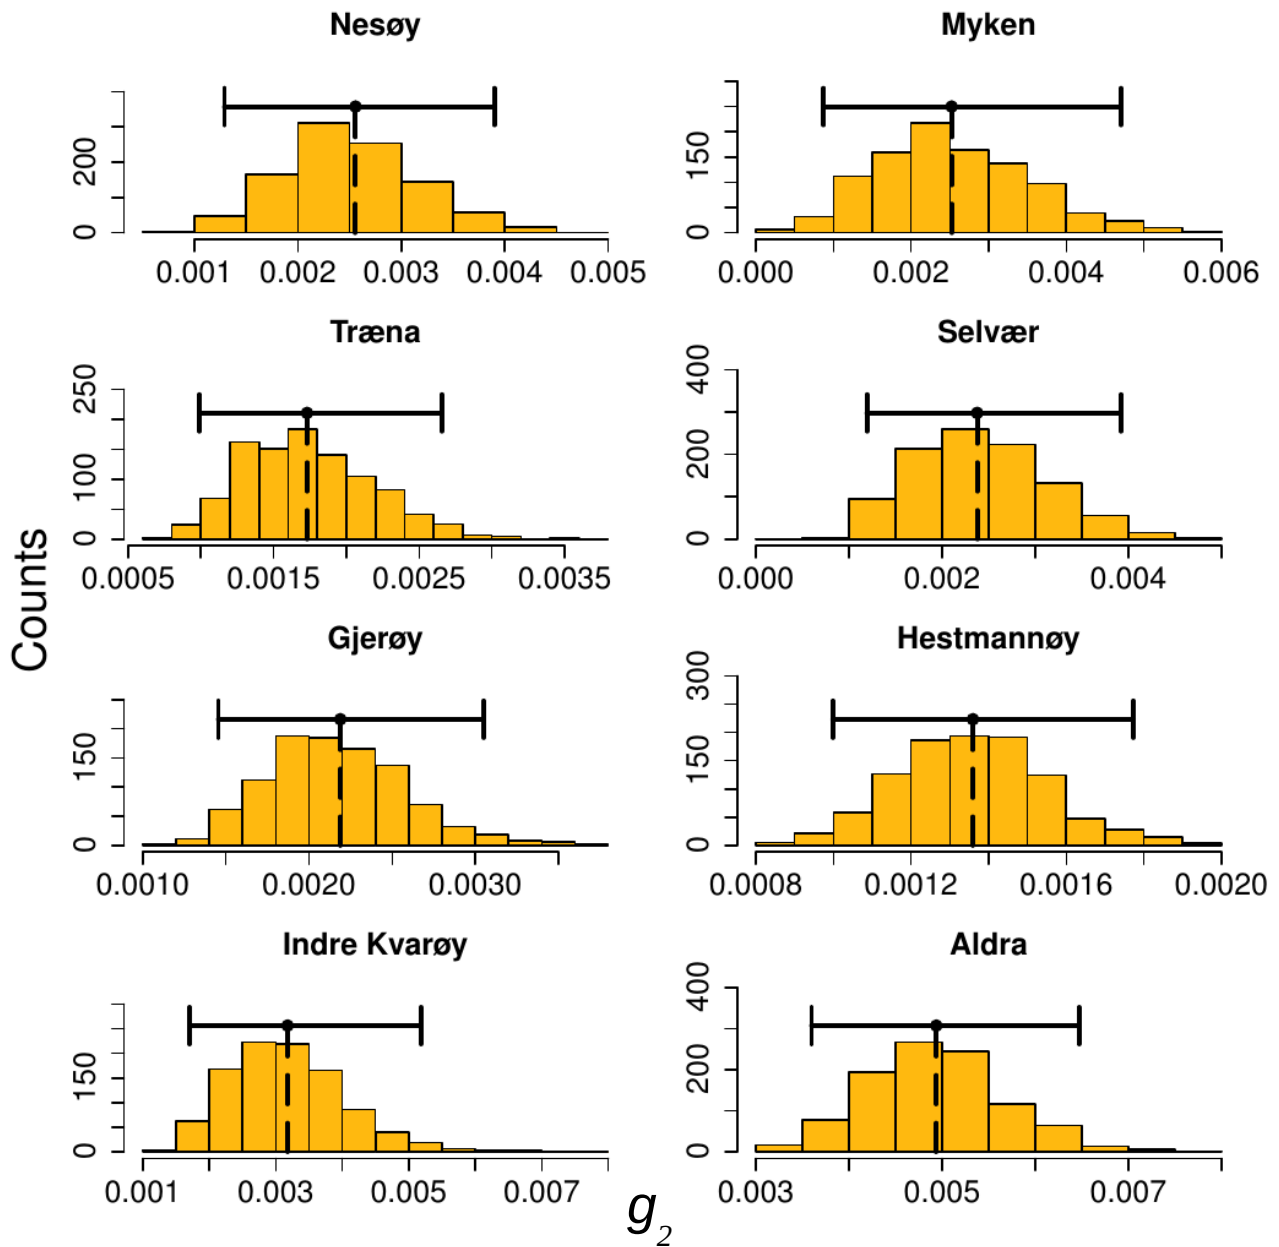 Nesøy
0 200
0.001 0.002 0.003 0.004 0.005
Myken
0 150
0.000 0.002 0.004 0.006
Træna
0 100 250
0.0005 0.0015 0.0025 0.0035
Selvær
0 200 400
0.000 0.002 0.004
Counts
Gjerøy
0 150
0.0010 0.0020 0.0030
Hestmannøy
0 150 300
0.0008 0.0012 0.0016 0.0020
Indre Kvarøy
0 150
0.001 0.003 0.005 0.007
Aldra
0 200 400
0.003 0.005 0.007
g2